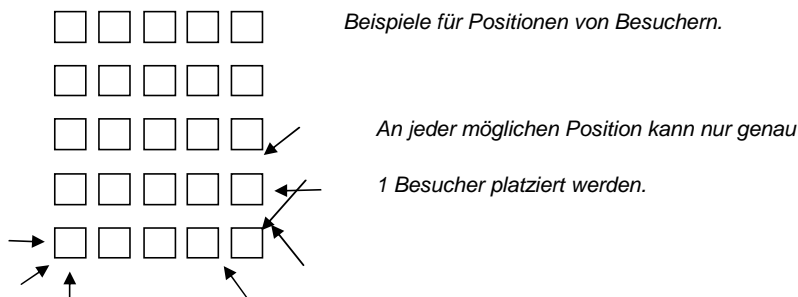 Beispiele für Positionen von Besuchern.
An jeder möglichen Position kann nur genau
1 Besucher platziert werden.